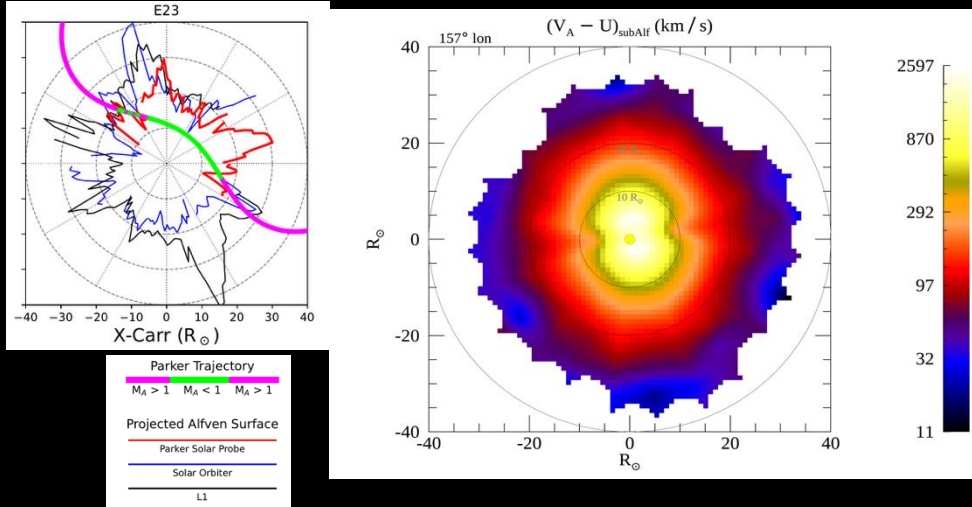 E23
−40 −30 −20 −10 0 10 20 30 40
X-Carr (R☉)
Parker Trajectory
M_A > 1 M_A < 1 M_A > 1
Projected Alfven Surface
Parker Solar Probe
Solar Orbiter
L1
(V_A − U)_subAlf (km / s)
157° lon
40
20
0
-20
-40
R☉
10 R☉
-40 -20 0 20 40
R☉
2597
870
292
97
32
11